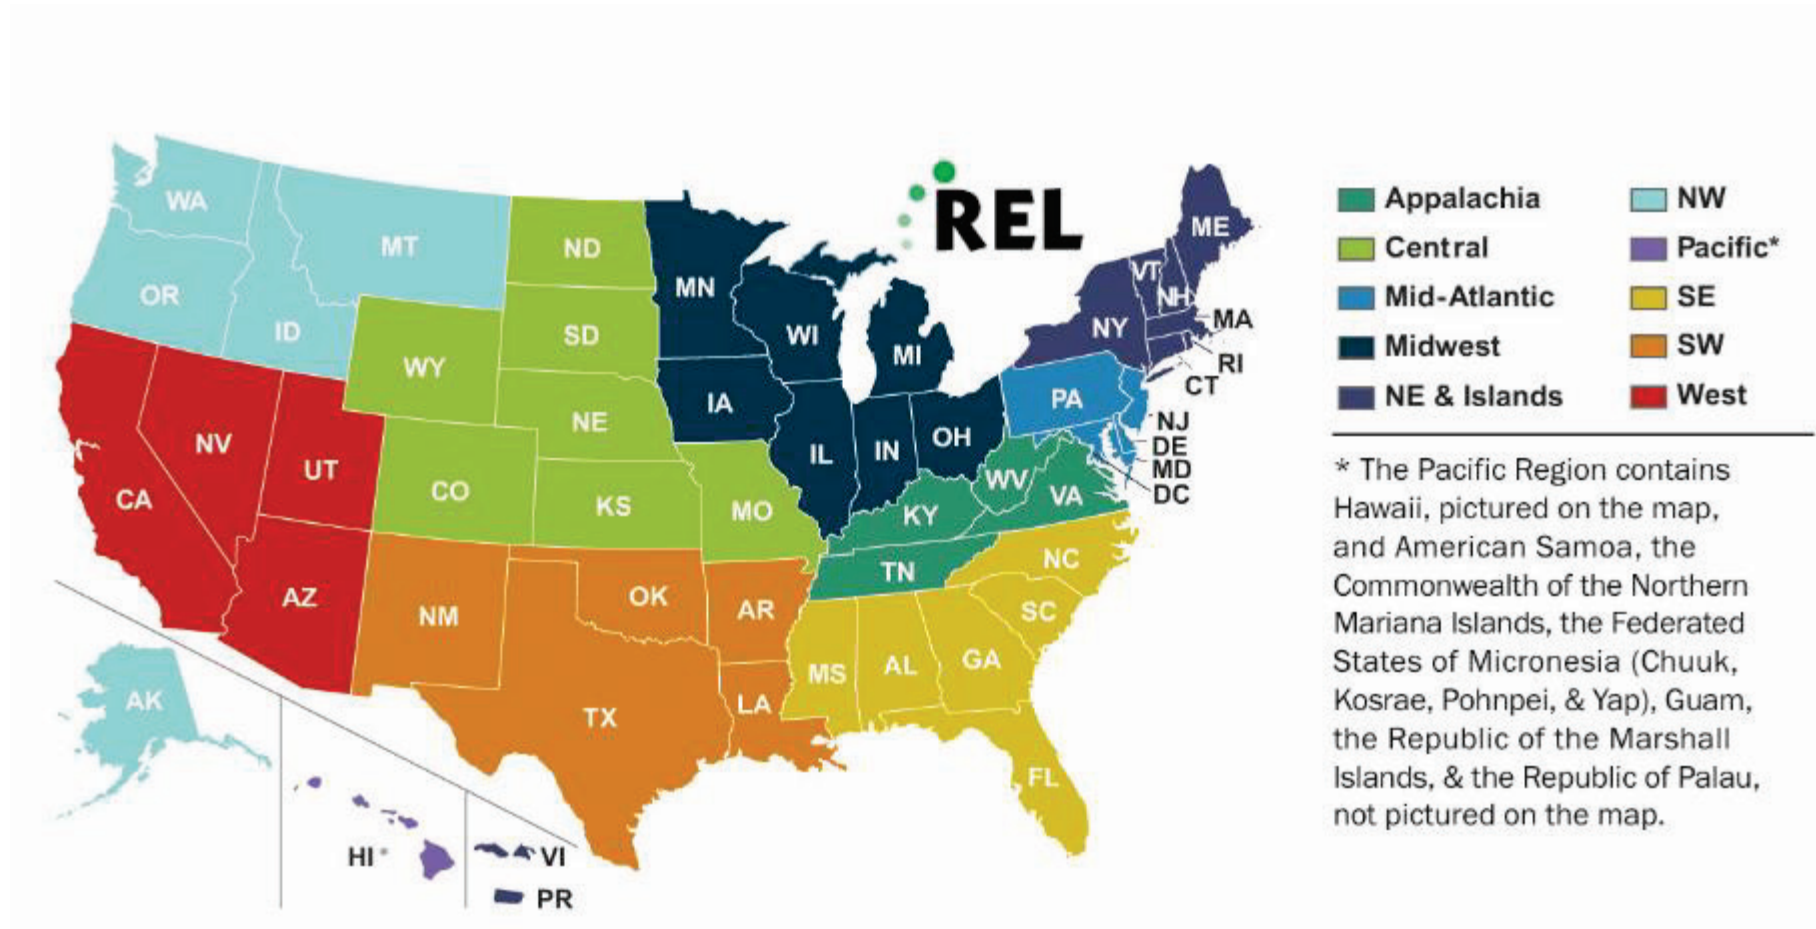 REL
WA
MT
ND
MN
ME
VT
NH
OR
ID
SD
WI
MI
NY
MA
RI
CT
WY
IA
PA
NE
NV
UT
CO
KS
MO
IL
IN
OH
NJ
DE
MD
DC
WV
VA
KY
CA
AZ
NM
OK
AR
TN
NC
SC
MS
AL
GA
TX
LA
FL
AK
HI
VI
PR
Appalachia
Central
Mid-Atlantic
Midwest
NE & Islands
NW
Pacific*
SE
SW
West
* The Pacific Region contains
Hawaii, pictured on the map,
and American Samoa, the
Commonwealth of the Northern
Mariana Islands, the Federated
States of Micronesia (Chuuk,
Kosrae, Pohnpei, & Yap), Guam,
the Republic of the Marshall
Islands, & the Republic of Palau,
not pictured on the map.